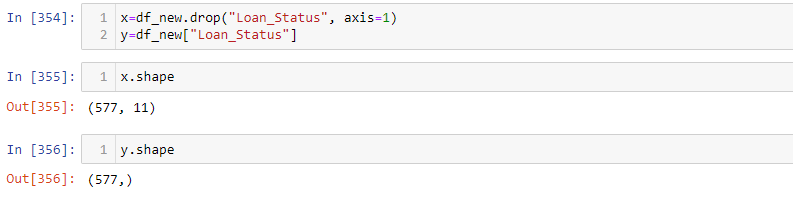 In [354]: 1 x=df_new.drop("Loan_Status", axis=1)
2 y=df_new["Loan_Status"]
In [355]: 1 x.shape
Out[355]: (577, 11)
In [356]: 1 y.shape
Out[356]: (577,)